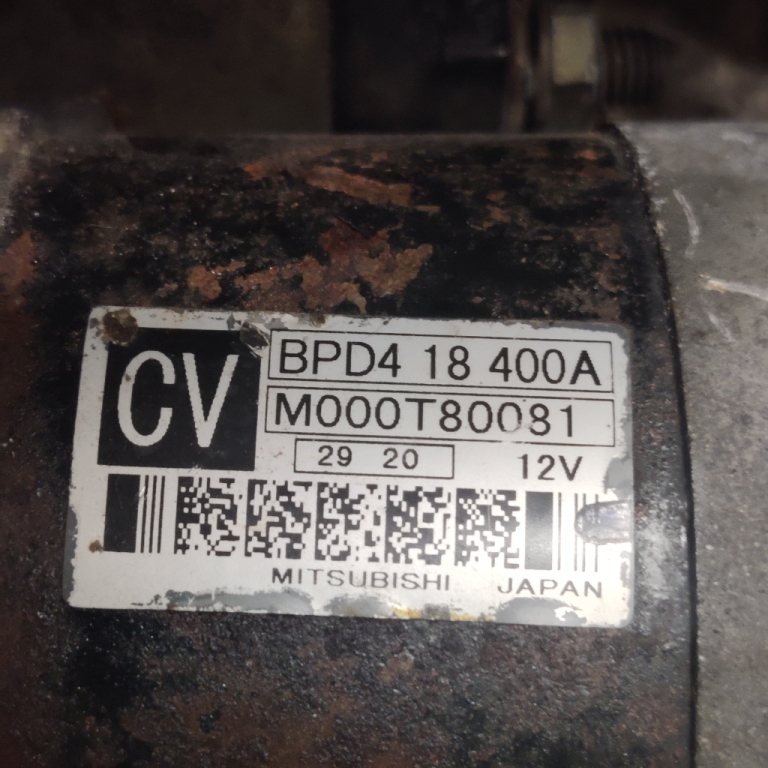 CV
BPD4 18 400A
M000T80081
29 20 12V
MITSUBISHI JAPAN